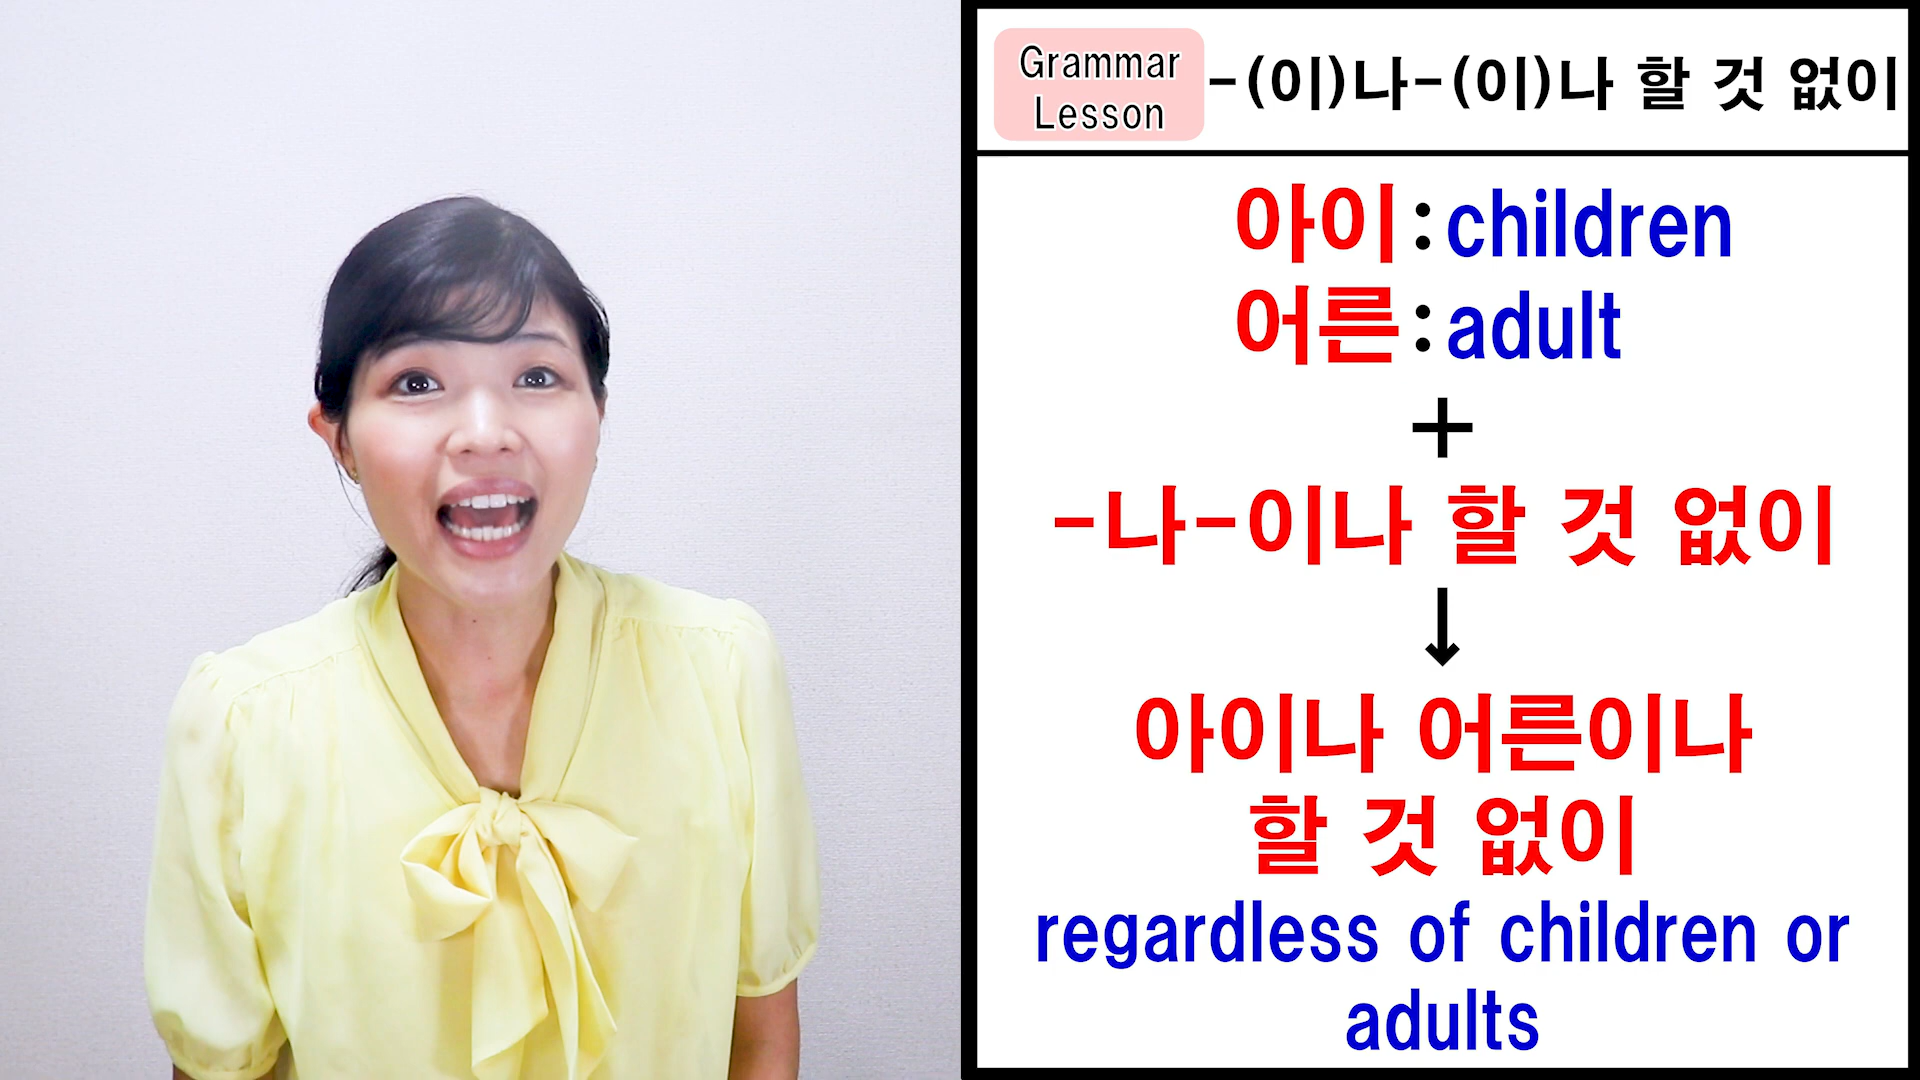 Grammar
Lesson
-(이)나-(이)나 할 것 없이
아이:children
어른:adult
+
-나-이나 할 것 없이
↓
아이나 어른이나
할 것 없이
regardless of children or
adults